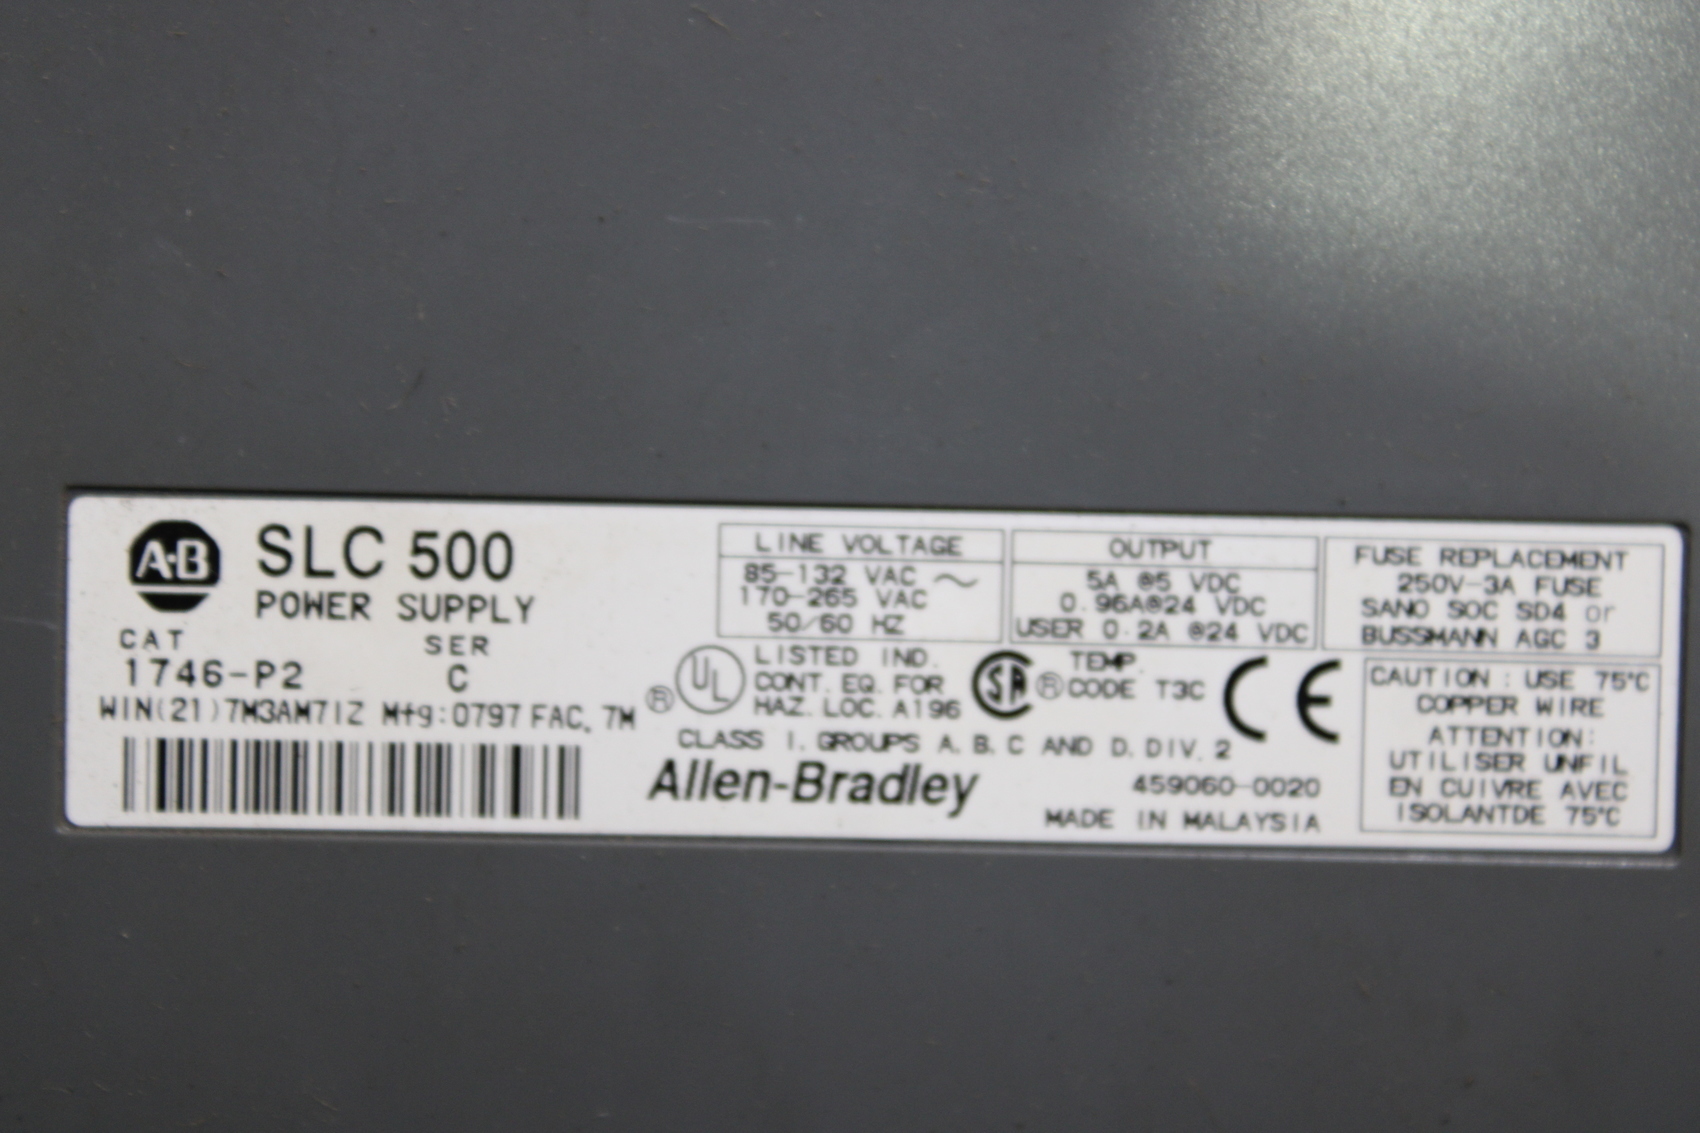 A·B SLC 500
POWER SUPPLY
CAT SER
1746-P2 C
WIN(21)7M3AM7IZ Mfg:0797 FAC. 7M
LINE VOLTAGE
85-132 VAC ~
170-265 VAC
50/60 HZ
OUTPUT
5A @5 VDC
0.96A@24 VDC
USER 0.2A @24 VDC
FUSE REPLACEMENT
250V-3A FUSE
SANO SOC SD4 or
BUSSMANN AGC 3
® UL LISTED IND.
CONT. EQ. FOR
HAZ. LOC. A196
SA ® TEMP.
CODE T3C
CE
CLASS I. GROUPS A. B. C AND D. DIV. 2
Allen-Bradley
459060-0020
MADE IN MALAYSIA
CAUTION : USE 75°C
COPPER WIRE
ATTENTION:
UTILISER UNFIL
EN CUIVRE AVEC
ISOLANTDE 75°C